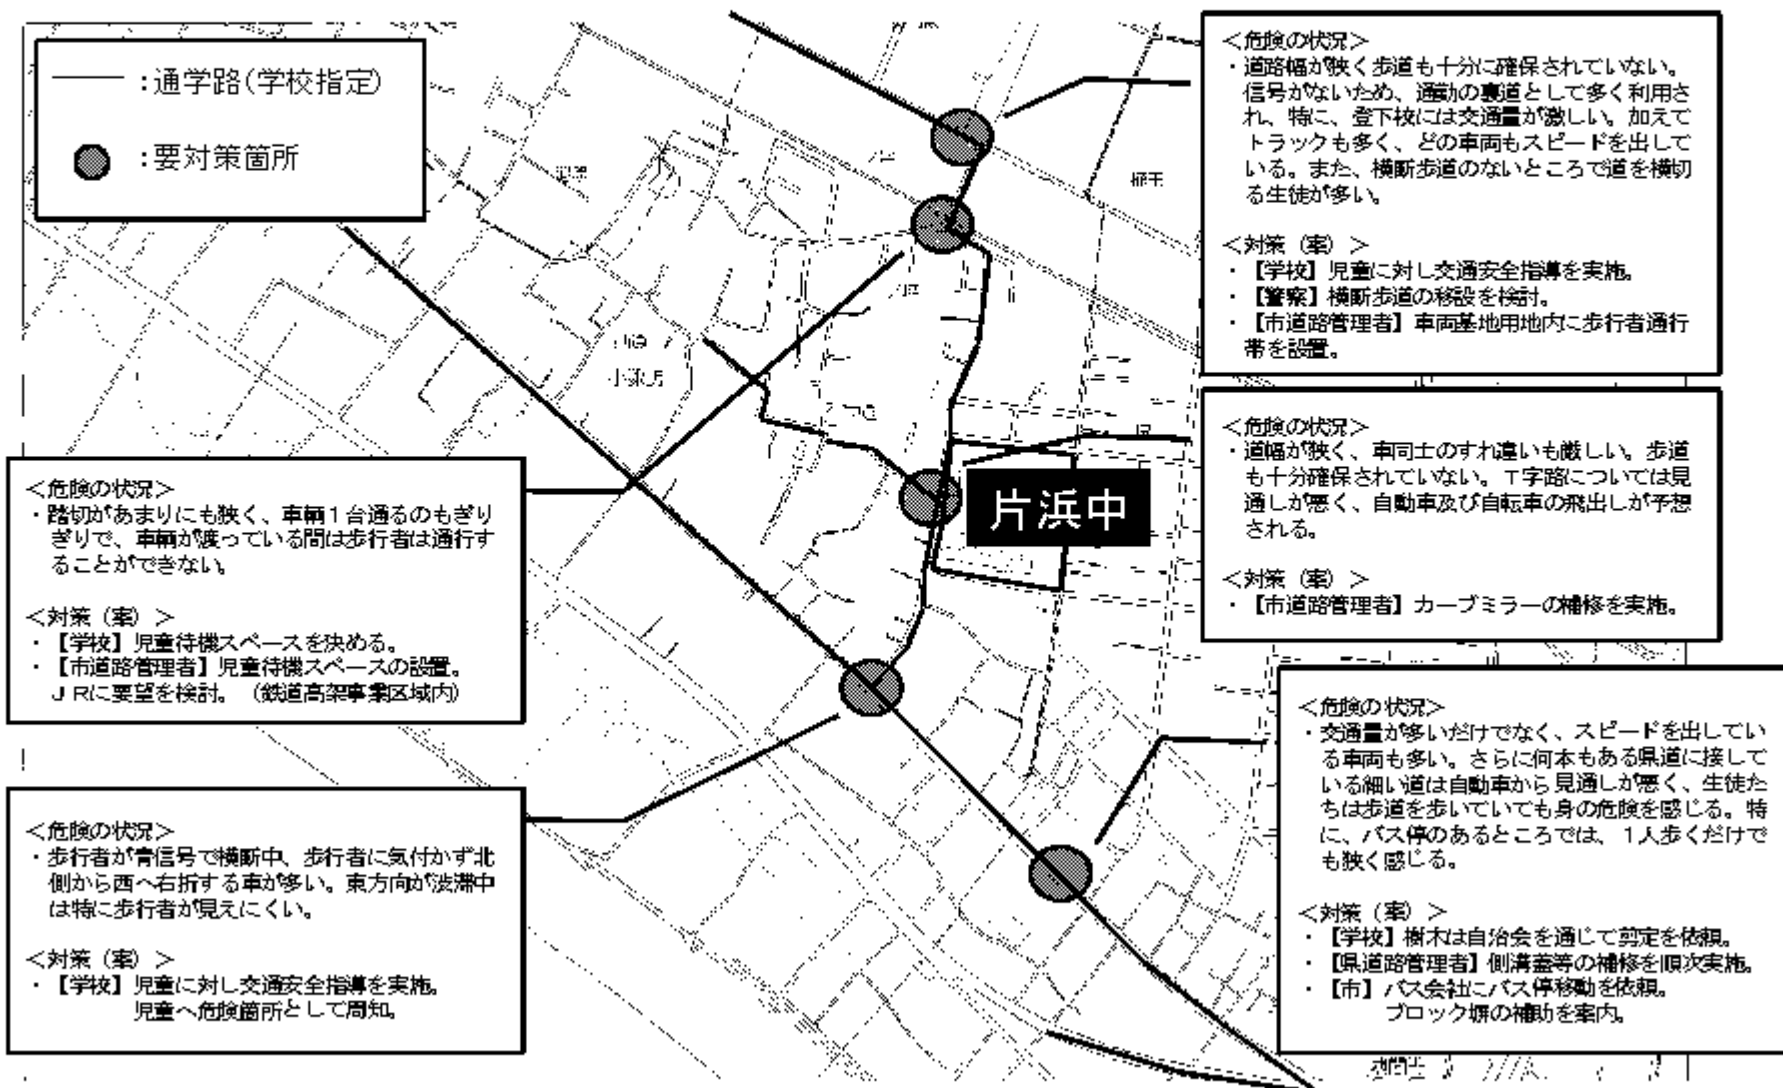 ：通学路(学校指定)
：要対策箇所
＜危険の状況＞
・道路幅が狭く歩道も十分に確保されていない。
信号がないため、通勤の裏道として多く利用さ
れ、特に、登下校には交通量が激しい。加えて
トラックも多く、どの車両もスピードを出して
いる。また、横断歩道のないところで道を横切
る生徒が多い。
＜対策（案）＞
・【学校】児童に対し交通安全指導を実施。
・【警察】横断歩道の移設を検討。
・【市道路管理者】車両基地用地内に歩行者通行
帯を設置。
＜危険の状況＞
・道幅が狭く、車同士のすれ違いも厳しい。歩道
も十分確保されていない。T字路については見
通しが悪く、自動車及び自転車の飛出しが予想
される。
＜対策（案）＞
・【市道路管理者】カーブミラーの補修を実施。
片浜中
小諏訪
＜危険の状況＞
・踏切があまりにも狭く、車輌１台通るのもぎり
ぎりで、車輌が渡っている間は歩行者は通行す
ることができない。
＜対策（案）＞
・【学校】児童待機スペースを決める。
・【市道路管理者】児童待機スペースの設置。
ＪＲに要望を検討。（鉄道高架事業区域内）
＜危険の状況＞
・交通量が多いだけでなく、スピードを出してい
る車両も多い。さらに何本もある県道に接して
いる細い道は自動車から見通しが悪く、生徒た
ちは歩道を歩いていても身の危険を感じる。特
に、バス停のあるところでは、１人歩くだけで
も狭く感じる。
＜対策（案）＞
・【学校】樹木は自治会を通じて剪定を依頼。
・【県道路管理者】側溝蓋等の補修を順次実施。
・【市】バス会社にバス停移動を依頼。
ブロック塀の補助を案内。
＜危険の状況＞
・歩行者が青信号で横断中、歩行者に気付かず北
側から西へ右折する車が多い。東方向が渋滞中
は特に歩行者が見えにくい。
＜対策（案）＞
・【学校】児童に対し交通安全指導を実施。
児童へ危険箇所として周知。